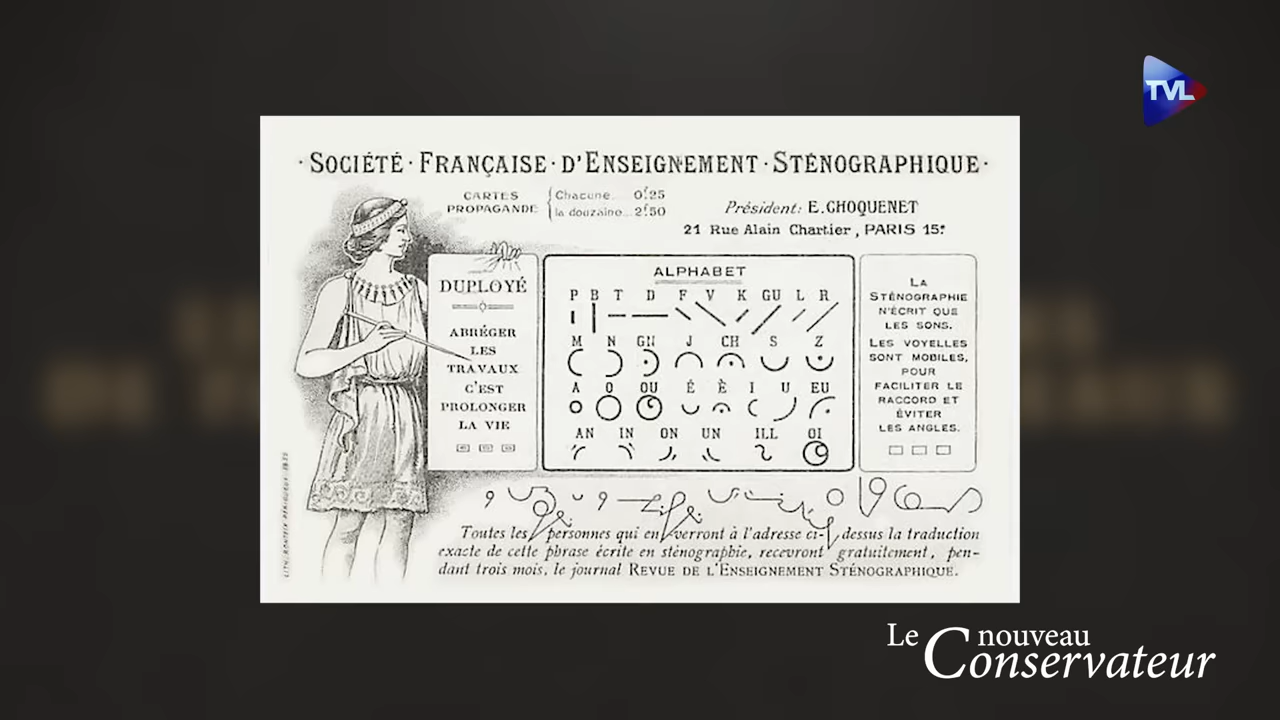 TVL
· SOCIÉTÉ · FRANÇAISE · D'ENSEIGNEMENT · STÉNOGRAPHIQUE ·
CARTES PROPAGANDE
Chacune 0f25
la douzaine...2f50
Président: E. CHOQUENET
21 Rue Alain Chartier, PARIS 15e
DUPLOYÉ
ABRÉGER
LES
TRAVAUX
C'EST
PROLONGER
LA VIE
ALPHABET
P B T D F V K GU L R
M N GN J CH S Z
A O OU É È I U EU
AN IN ON UN ILL OI
LA
STÉNOGRAPHIE
N'ÉCRIT QUE
LES SONS.
LES VOYELLES
SONT MOBILES,
POUR
FACILITER LE
RACCORD ET
ÉVITER
LES ANGLES.
Toutes les personnes qui enverront à l'adresse ci-dessus la traduction
exacte de cette phrase écrite en sténographie, recevront gratuitement, pen-
dant trois mois, le journal REVUE DE L'ENSEIGNEMENT STÉNOGRAPHIQUE.
Le nouveau
Conservateur